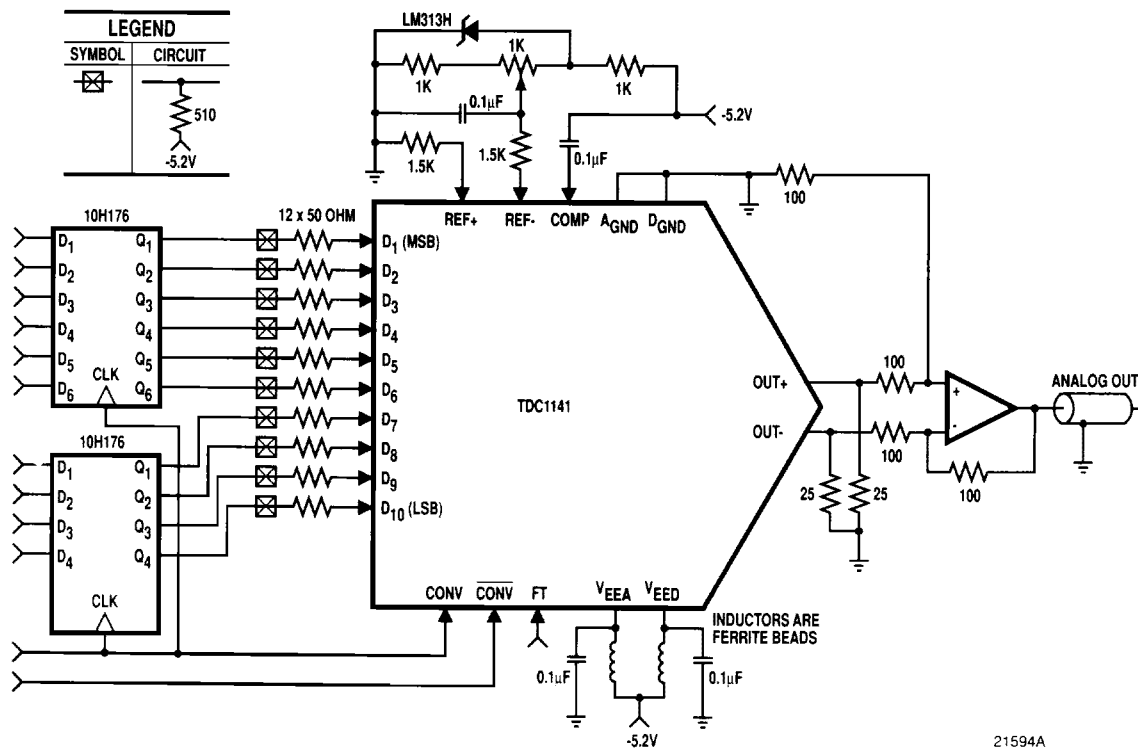 LEGEND
SYMBOL CIRCUIT
510
-5.2V
LM313H
1K
1K
1K
0.1µF
-5.2V
1.5K
1.5K
0.1µF
100
10H176
12 x 50 OHM
REF+ REF- COMP AGND DGND
D1 Q1
D2 Q2
D3 Q3
D4 Q4
D5 Q5
D6 Q6
CLK
D1 (MSB)
D2
D3
D4
D5
D6
D7
D8
D9
D10 (LSB)
TDC1141
OUT+
OUT-
100
100
+
-
100
25
25
ANALOG OUT
10H176
D1 Q1
D2 Q2
D3 Q3
D4 Q4
CLK
CONV CONV FT VEEA VEED
INDUCTORS ARE
FERRITE BEADS
0.1µF
0.1µF
-5.2V
21594A